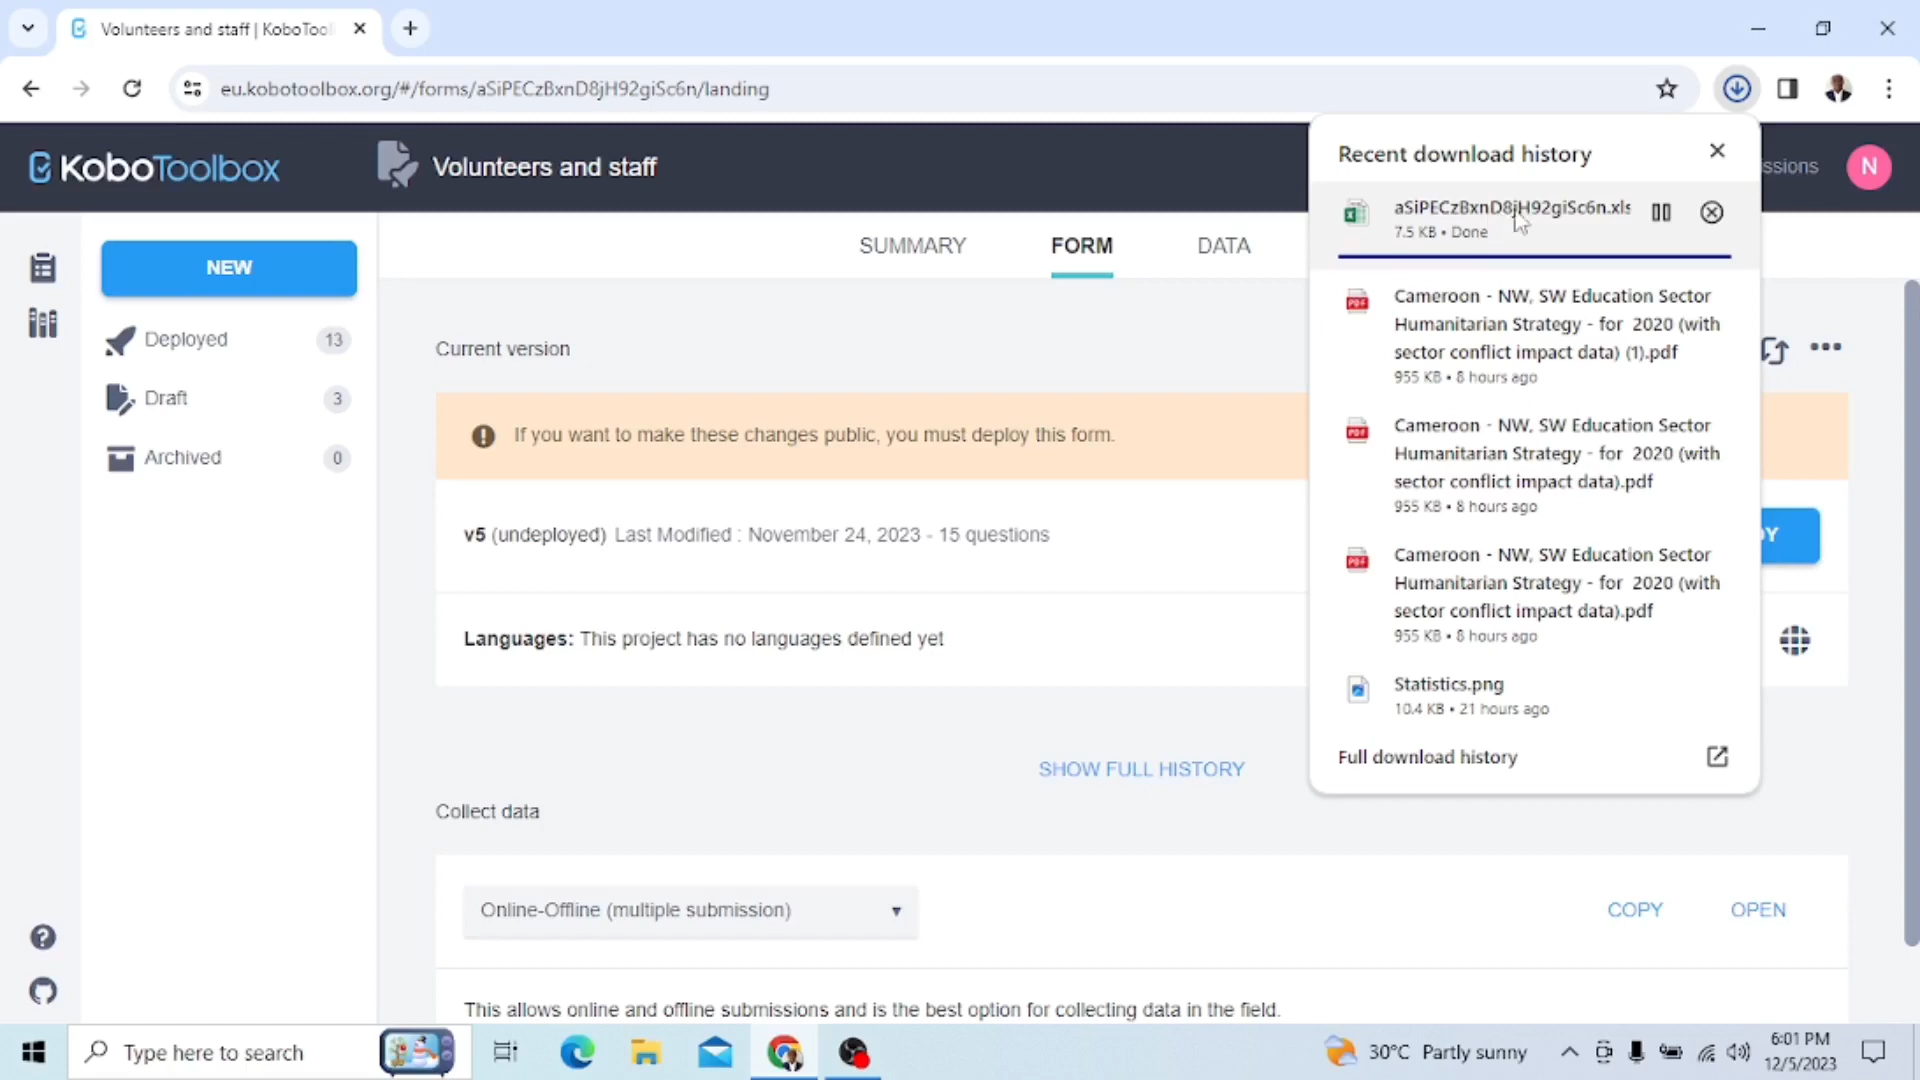 Volunteers and staff | KoboTool
eu.kobotoolbox.org/#/forms/aSiPECzBxnD8jH92giSc6n/landing
KoboToolbox
Volunteers and staff
ssions
N
Recent download history
aSiPECzBxnD8jH92giSc6n.xls
7.5 KB • Done
Cameroon - NW, SW Education Sector
Humanitarian Strategy - for 2020 (with
sector conflict impact data) (1).pdf
955 KB • 8 hours ago
Cameroon - NW, SW Education Sector
Humanitarian Strategy - for 2020 (with
sector conflict impact data).pdf
955 KB • 8 hours ago
Cameroon - NW, SW Education Sector
Humanitarian Strategy - for 2020 (with
sector conflict impact data).pdf
955 KB • 8 hours ago
Statistics.png
10.4 KB • 21 hours ago
Full download history
NEW
Deployed 13
Draft 3
Archived 0
SUMMARY FORM DATA
Current version
If you want to make these changes public, you must deploy this form.
v5 (undeployed) Last Modified : November 24, 2023 - 15 questions
OY
Languages: This project has no languages defined yet
SHOW FULL HISTORY
Collect data
Online-Offline (multiple submission)
COPY OPEN
This allows online and offline submissions and is the best option for collecting data in the field.
Type here to search
30°C Partly sunny
6:01 PM
12/5/2023